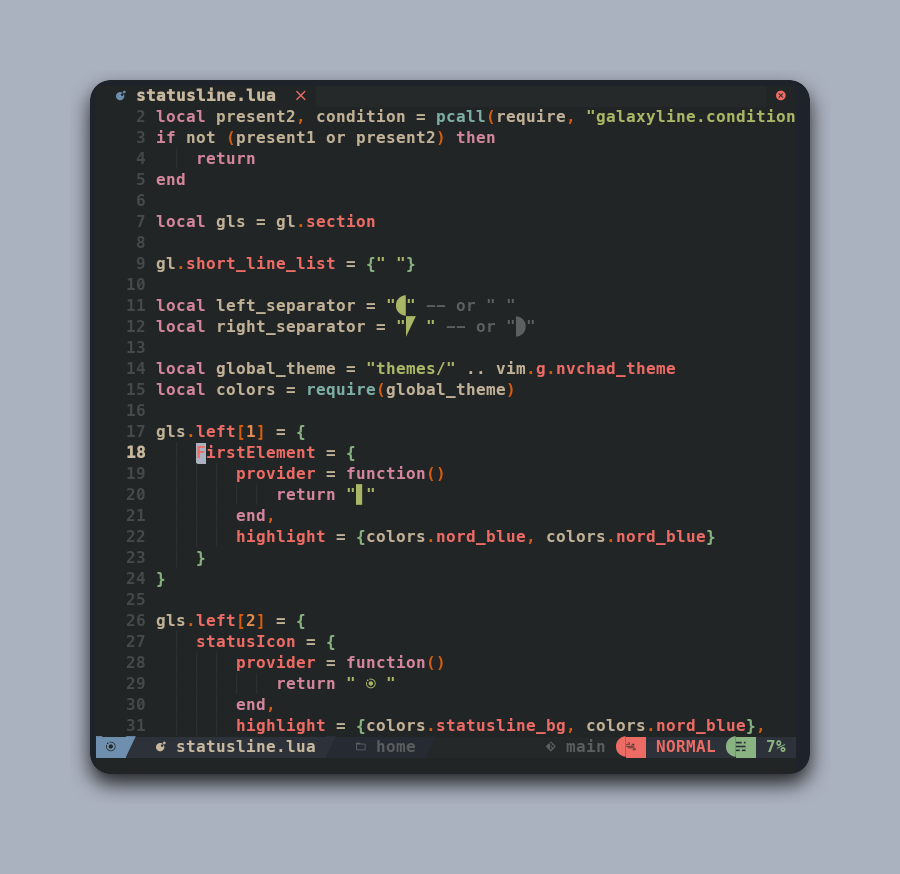 statusline.lua
2 local present2, condition = pcall(require, "galaxyline.condition
3 if not (present1 or present2) then
4     return
5 end
6
7 local gls = gl.section
8
9 gl.short_line_list = {" "}
10
11 local left_separator = "" -- or " "
12 local right_separator = " " -- or ""
13
14 local global_theme = "themes/" .. vim.g.nvchad_theme
15 local colors = require(global_theme)
16
17 gls.left[1] = {
18     FirstElement = {
19         provider = function()
20             return "▋"
21         end,
22         highlight = {colors.nord_blue, colors.nord_blue}
23     }
24 }
25
26 gls.left[2] = {
27     statusIcon = {
28         provider = function()
29             return "  "
30         end,
31         highlight = {colors.statusline_bg, colors.nord_blue},
statusline.lua home main NORMAL 7%